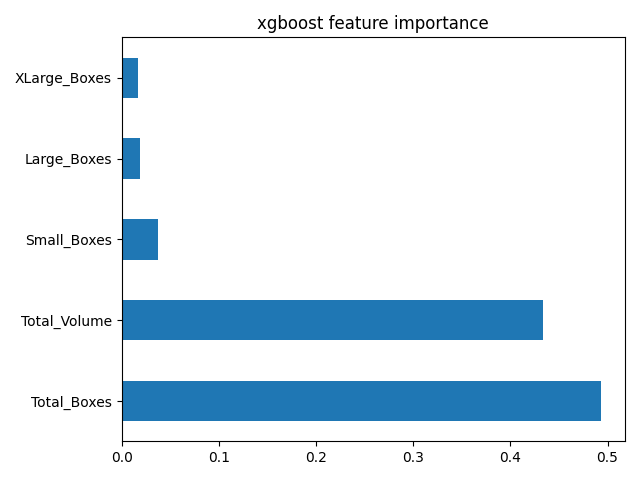 xgboost feature importance
XLarge_Boxes
Large_Boxes
Small_Boxes
Total_Volume
Total_Boxes
0.0 0.1 0.2 0.3 0.4 0.5